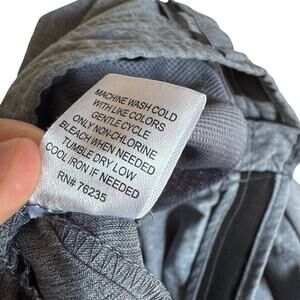 MACHINE WASH COLD
WITH LIKE COLORS
GENTLE CYCLE
ONLY NON-CHLORINE
BLEACH WHEN NEEDED
TUMBLE DRY LOW
COOL IRON IF NEEDED
RN# 76235